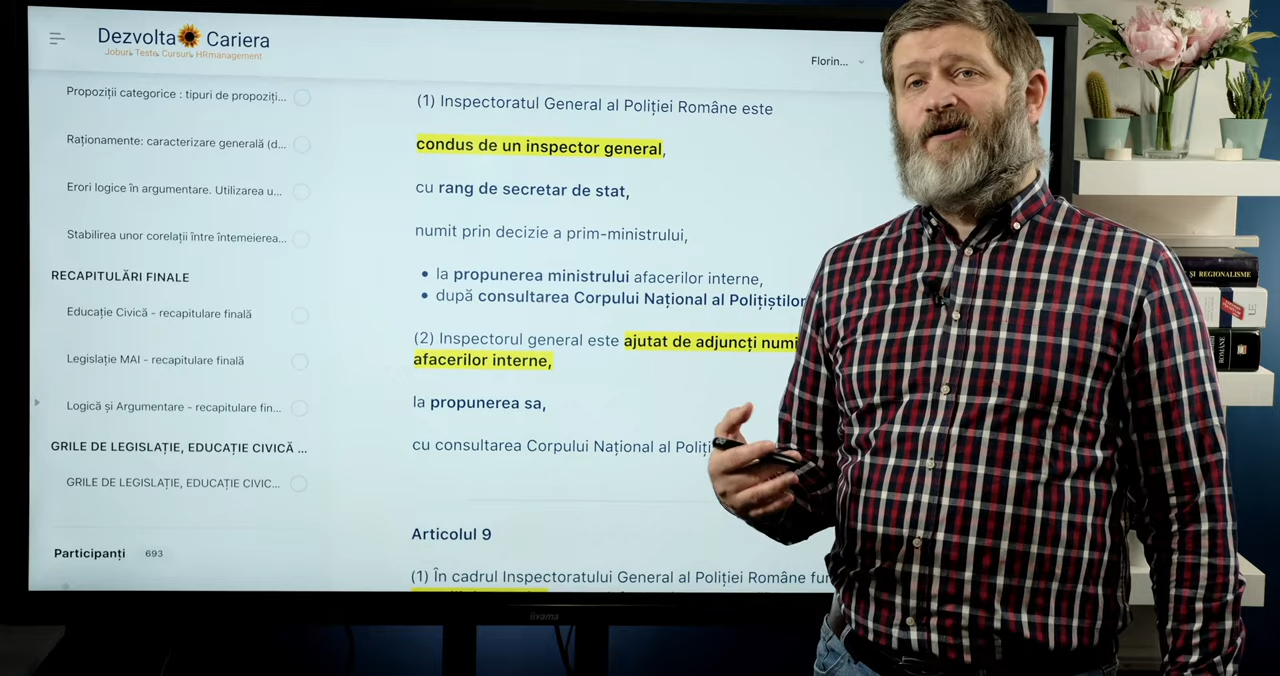 Dezvolta Cariera
Joburi, Teste, Cursuri, HRmanagement
Florin...
Propoziții categorice : tipuri de propoziți...
Raționamente: caracterizare generală (d...
Erori logice în argumentare. Utilizarea u...
Stabilirea unor corelații între întemeierea...
RECAPITULĂRI FINALE
Educație Civică - recapitulare finală
Legislație MAI - recapitulare finală
Logică și Argumentare - recapitulare fin...
GRILE DE LEGISLAȚIE, EDUCAȚIE CIVICĂ ...
GRILE DE LEGISLAȚIE, EDUCAȚIE CIVIC...
Participanți 693
(1) Inspectoratul General al Poliției Române este
condus de un inspector general,
cu rang de secretar de stat,
numit prin decizie a prim-ministrului,
• la propunerea ministrului afacerilor interne,
• după consultarea Corpului Național al Polițiștilor
(2) Inspectorul general este ajutat de adjuncți numi
afacerilor interne,
la propunerea sa,
cu consultarea Corpului Național al Poliți
Articolul 9
(1) În cadrul Inspectoratului General al Poliției Române fun
iiyama
ȘI REGIONALISME
ROMÂNE